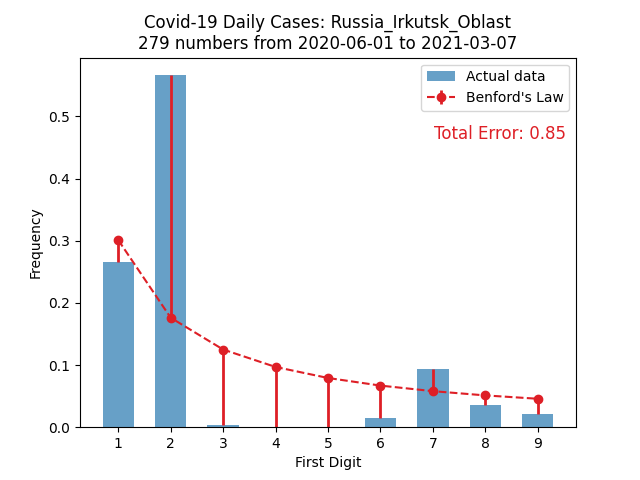 Covid-19 Daily Cases: Russia_Irkutsk_Oblast
279 numbers from 2020-06-01 to 2021-03-07
Actual data
Benford's Law
Total Error: 0.85
Frequency
0.5
0.4
0.3
0.2
0.1
0.0
1 2 3 4 5 6 7 8 9
First Digit